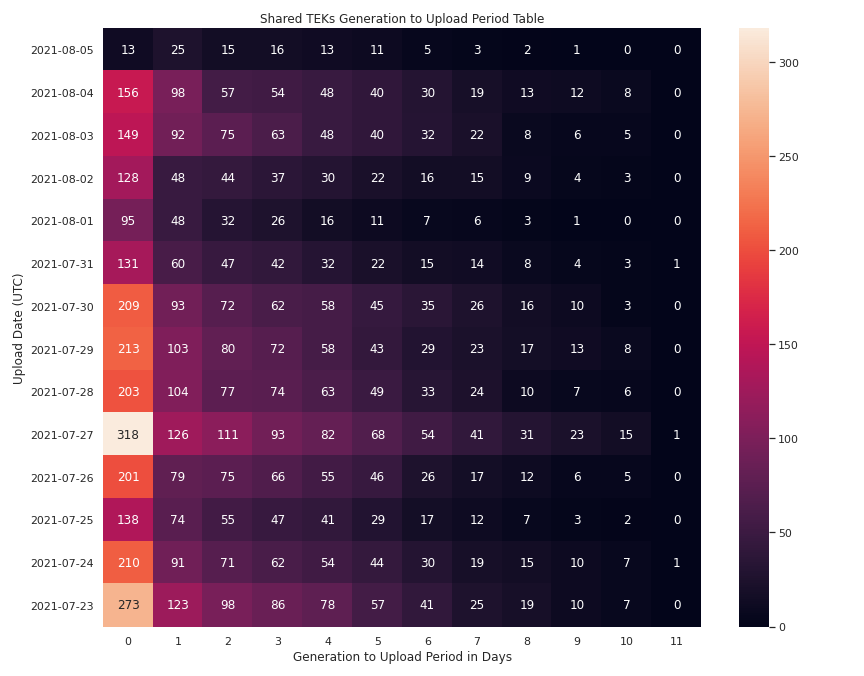 Shared TEKs Generation to Upload Period Table
Upload Date (UTC)
2021-08-05 13 25 15 16 13 11 5 3 2 1 0 0
2021-08-04 156 98 57 54 48 40 30 19 13 12 8 0
2021-08-03 149 92 75 63 48 40 32 22 8 6 5 0
2021-08-02 128 48 44 37 30 22 16 15 9 4 3 0
2021-08-01 95 48 32 26 16 11 7 6 3 1 0 0
2021-07-31 131 60 47 42 32 22 15 14 8 4 3 1
2021-07-30 209 93 72 62 58 45 35 26 16 10 3 0
2021-07-29 213 103 80 72 58 43 29 23 17 13 8 0
2021-07-28 203 104 77 74 63 49 33 24 10 7 6 0
2021-07-27 318 126 111 93 82 68 54 41 31 23 15 1
2021-07-26 201 79 75 66 55 46 26 17 12 6 5 0
2021-07-25 138 74 55 47 41 29 17 12 7 3 2 0
2021-07-24 210 91 71 62 54 44 30 19 15 10 7 1
2021-07-23 273 123 98 86 78 57 41 25 19 10 7 0
0 1 2 3 4 5 6 7 8 9 10 11
Generation to Upload Period in Days
300
250
200
150
100
50
0